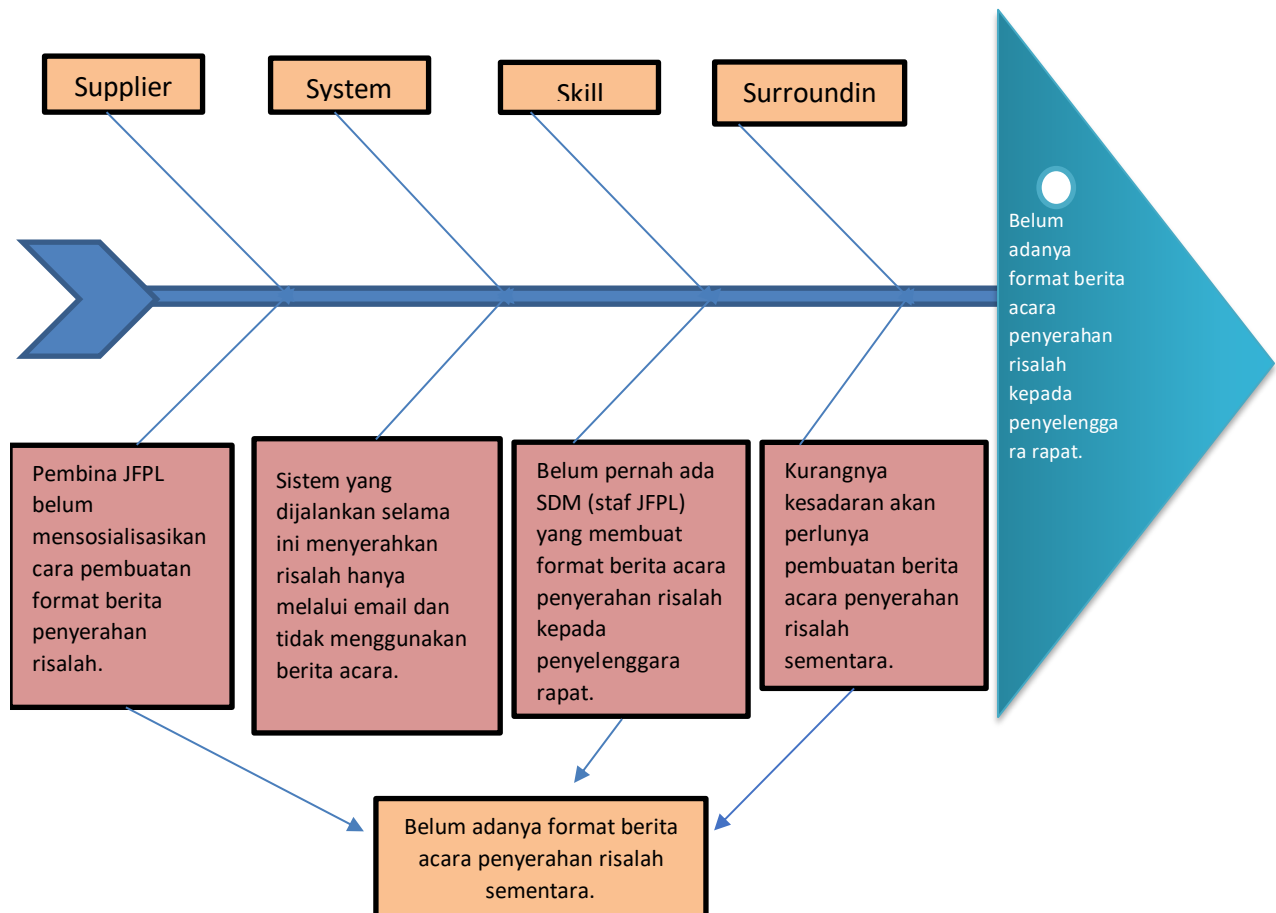 Supplier
System
Skill
Surroundin
Belum
adanya
format berita
acara
penyerahan
risalah
kepada
penyelengga
ra rapat.
Pembina JFPL
belum
mensosialisasikan
cara pembuatan
format berita
penyerahan
risalah.
Sistem yang
dijalankan selama
ini menyerahkan
risalah hanya
melalui email dan
tidak menggunakan
berita acara.
Belum pernah ada
SDM (staf JFPL)
yang membuat
format berita acara
penyerahan risalah
kepada
penyelenggara
rapat.
Kurangnya
kesadaran akan
perlunya
pembuatan berita
acara penyerahan
risalah
sementara.
Belum adanya format berita
acara penyerahan risalah
sementara.